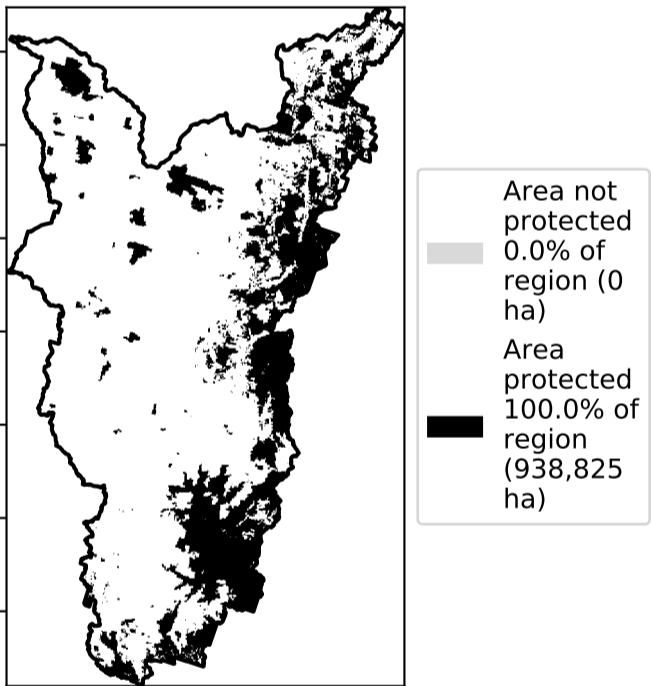 Area not
protected
0.0% of
region (0
ha)
Area
protected
100.0% of
region
(938,825
ha)